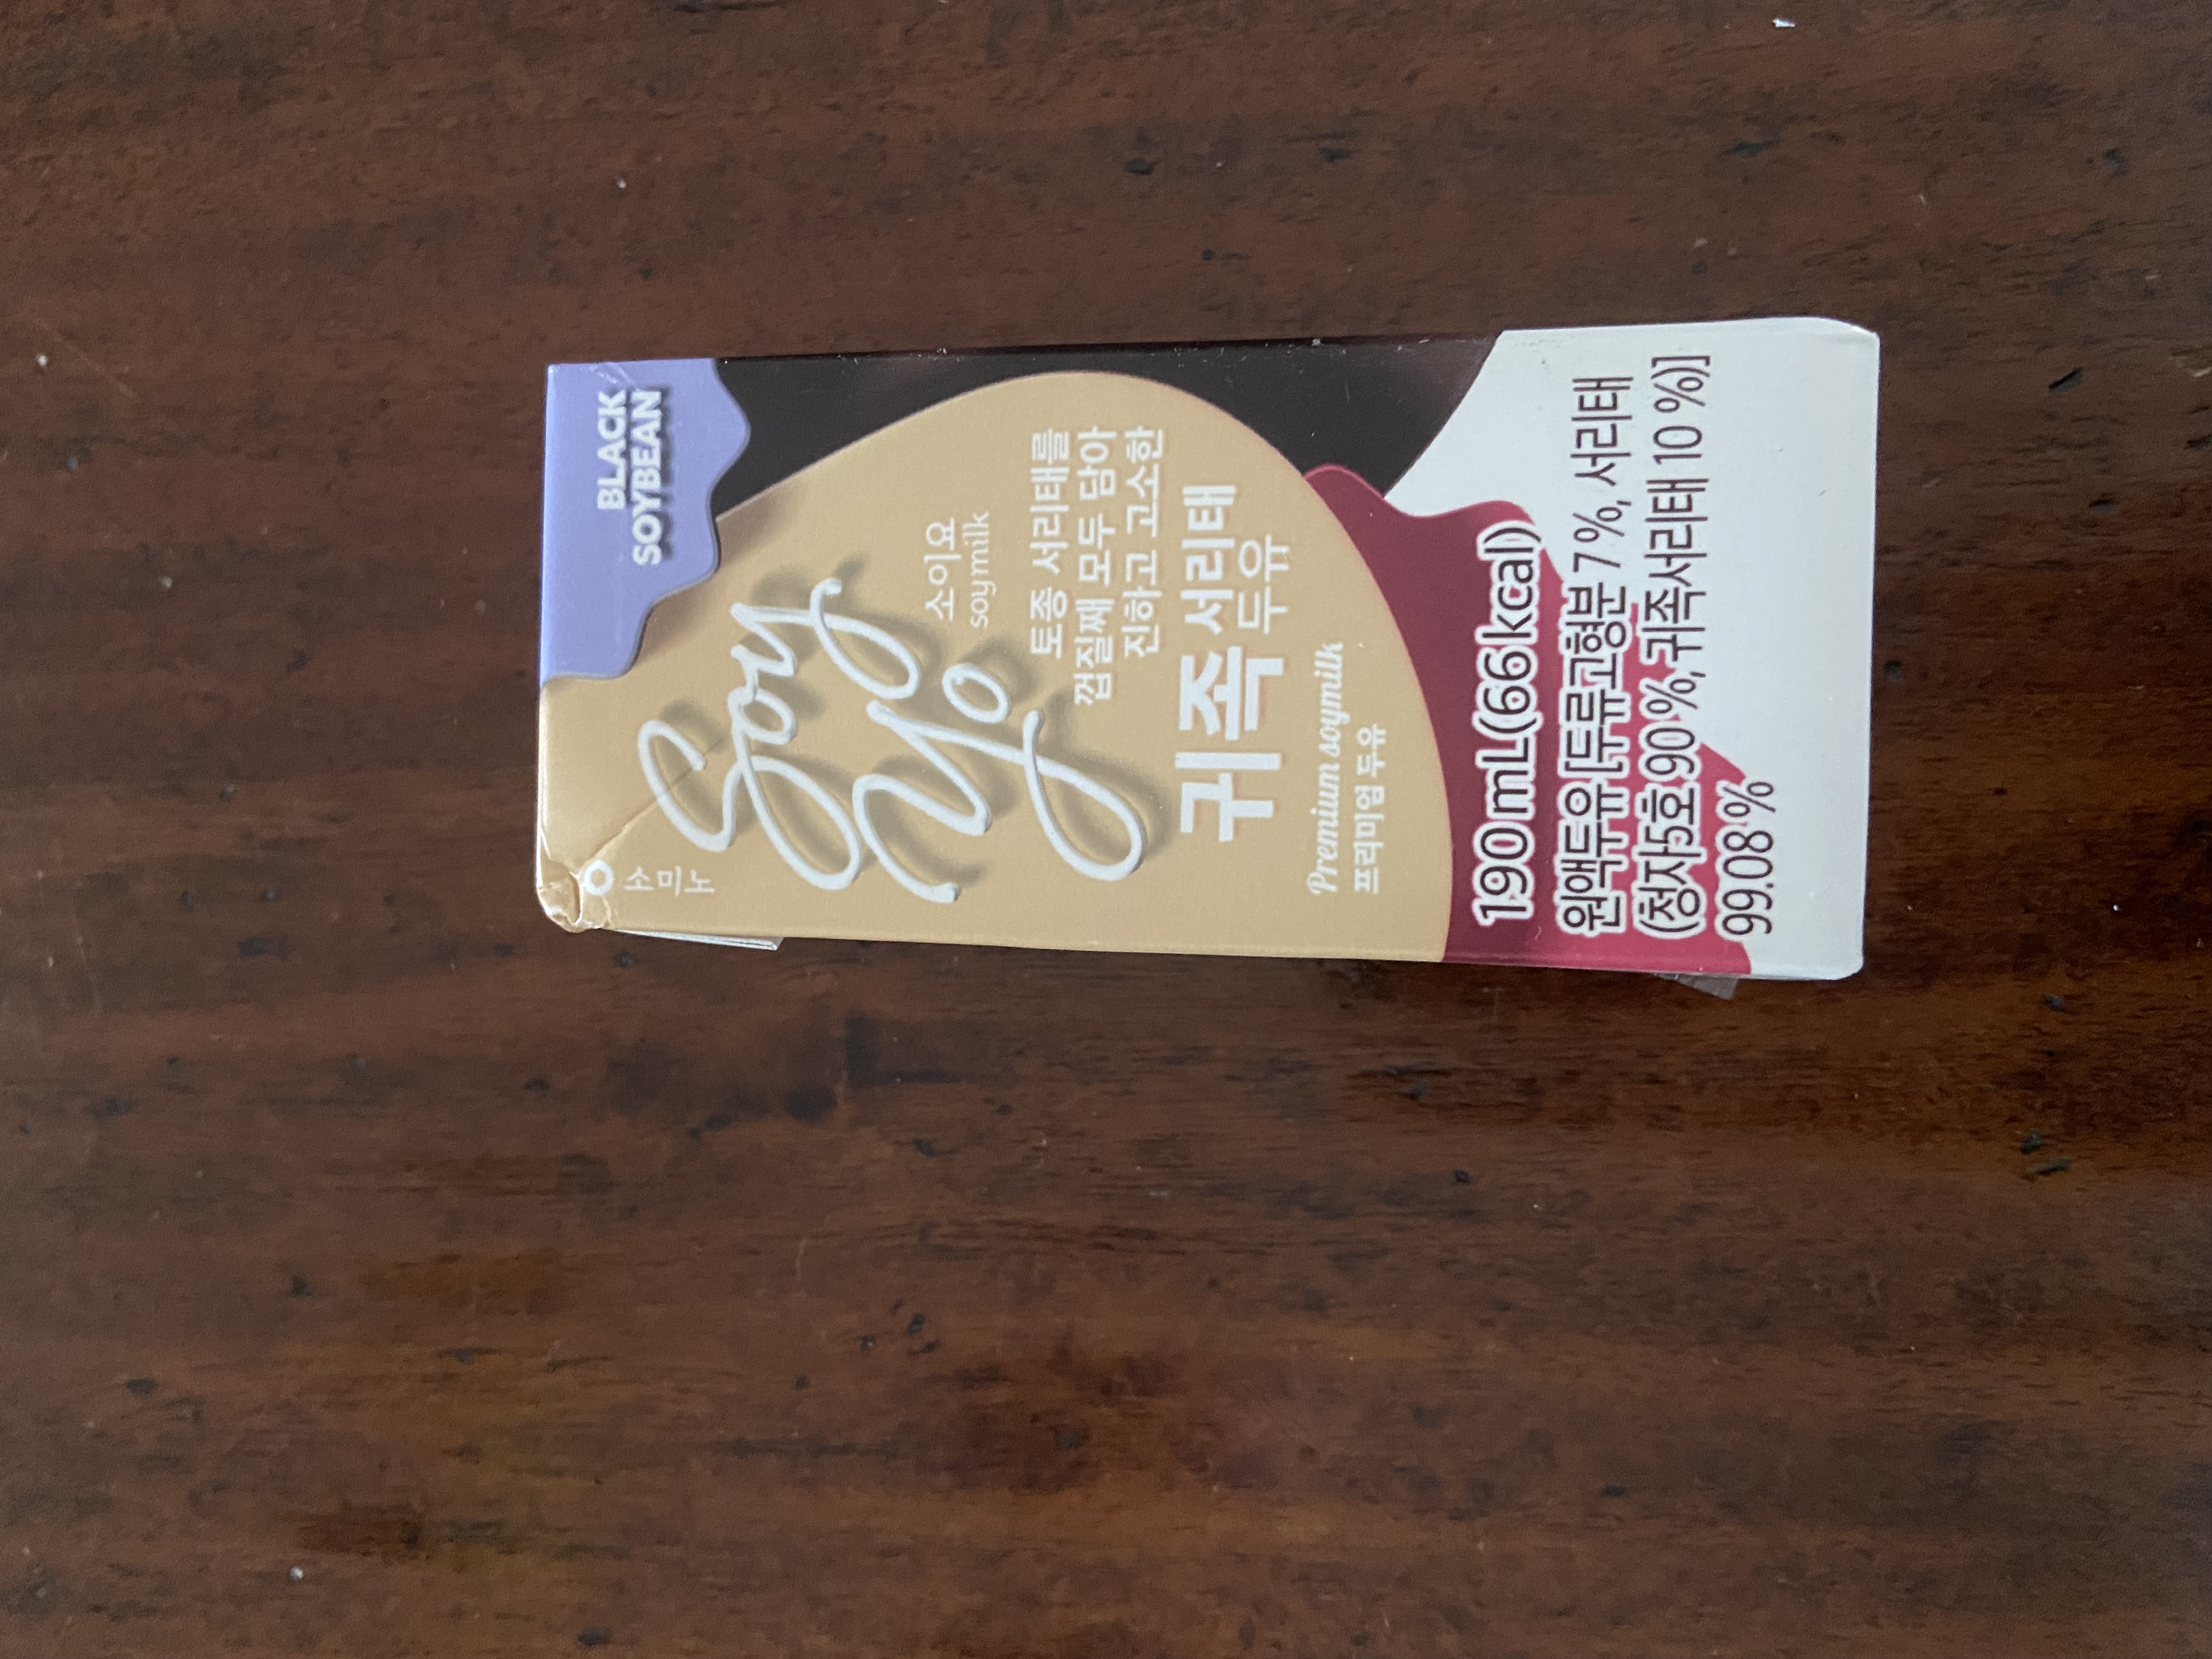 소미노
BLACK
SOYBEAN
Soy
Yo
소이요
soymilk
토종 서리태를
껍질째 모두 담아
진하고 고소한
귀족 서리태
두유
Premium soymilk
프리미엄 두유
190 mL(66 kcal)
원액두유 [두류고형분 7 %, 서리태
(청자5호 90 %, 귀족서리태 10 %)]
99.08 %